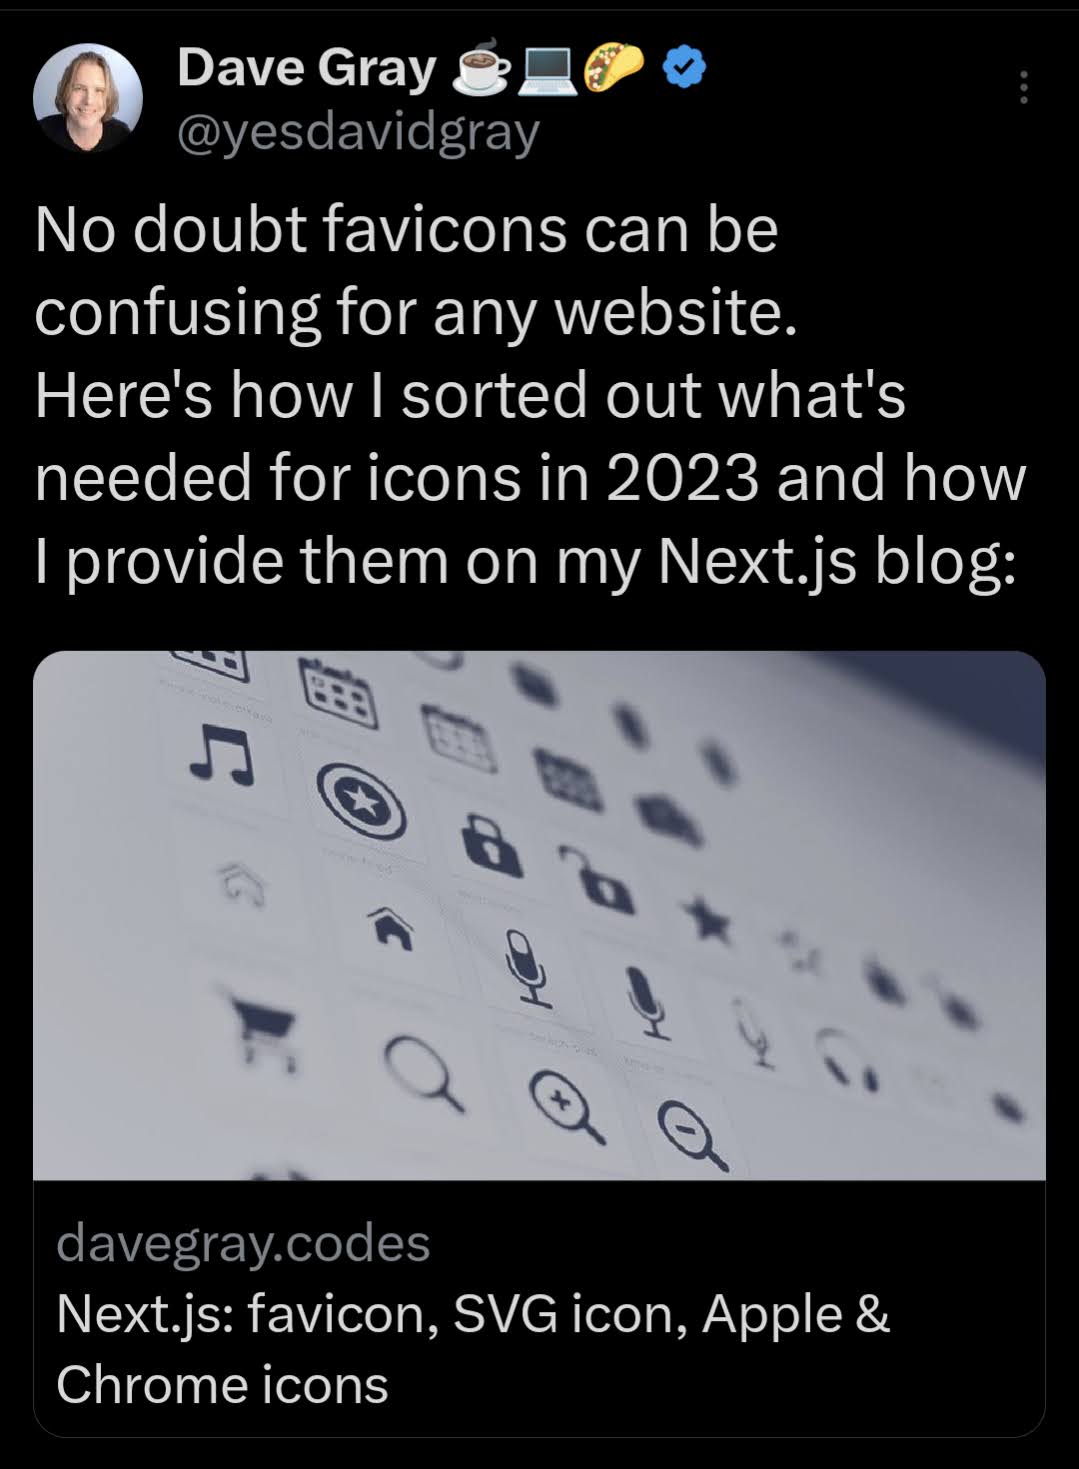 Dave Gray ☕💻🌮
@yesdavidgray
No doubt favicons can be
confusing for any website.
Here's how I sorted out what's
needed for icons in 2023 and how
I provide them on my Next.js blog:
davegray.codes
Next.js: favicon, SVG icon, Apple &
Chrome icons